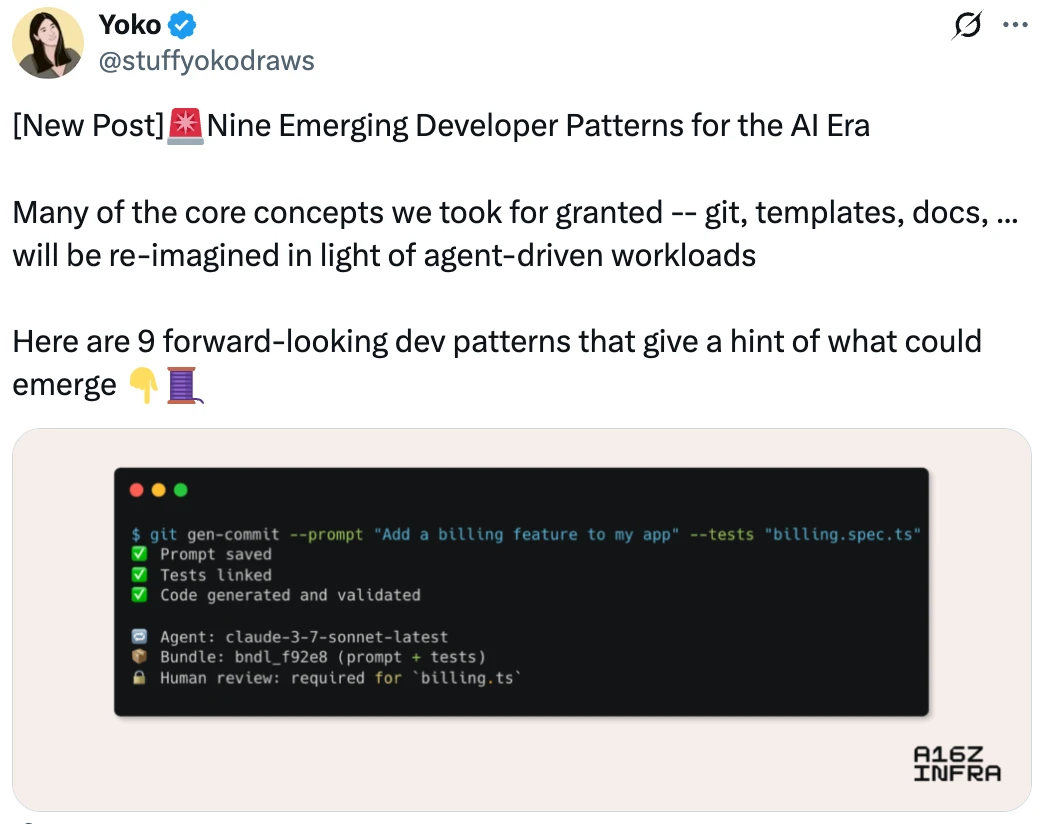 Yoko
@stuffyokodraws
[New Post]🚨Nine Emerging Developer Patterns for the AI Era
Many of the core concepts we took for granted -- git, templates, docs, ...
will be re-imagined in light of agent-driven workloads
Here are 9 forward-looking dev patterns that give a hint of what could
emerge 👇🧵
$ git gen-commit --prompt "Add a billing feature to my app" --tests "billing.spec.ts"
✅ Prompt saved
✅ Tests linked
✅ Code generated and validated
🔁 Agent: claude-3-7-sonnet-latest
📦 Bundle: bndl_f92e8 (prompt + tests)
🔒 Human review: required for `billing.ts`
A16Z
INFRA